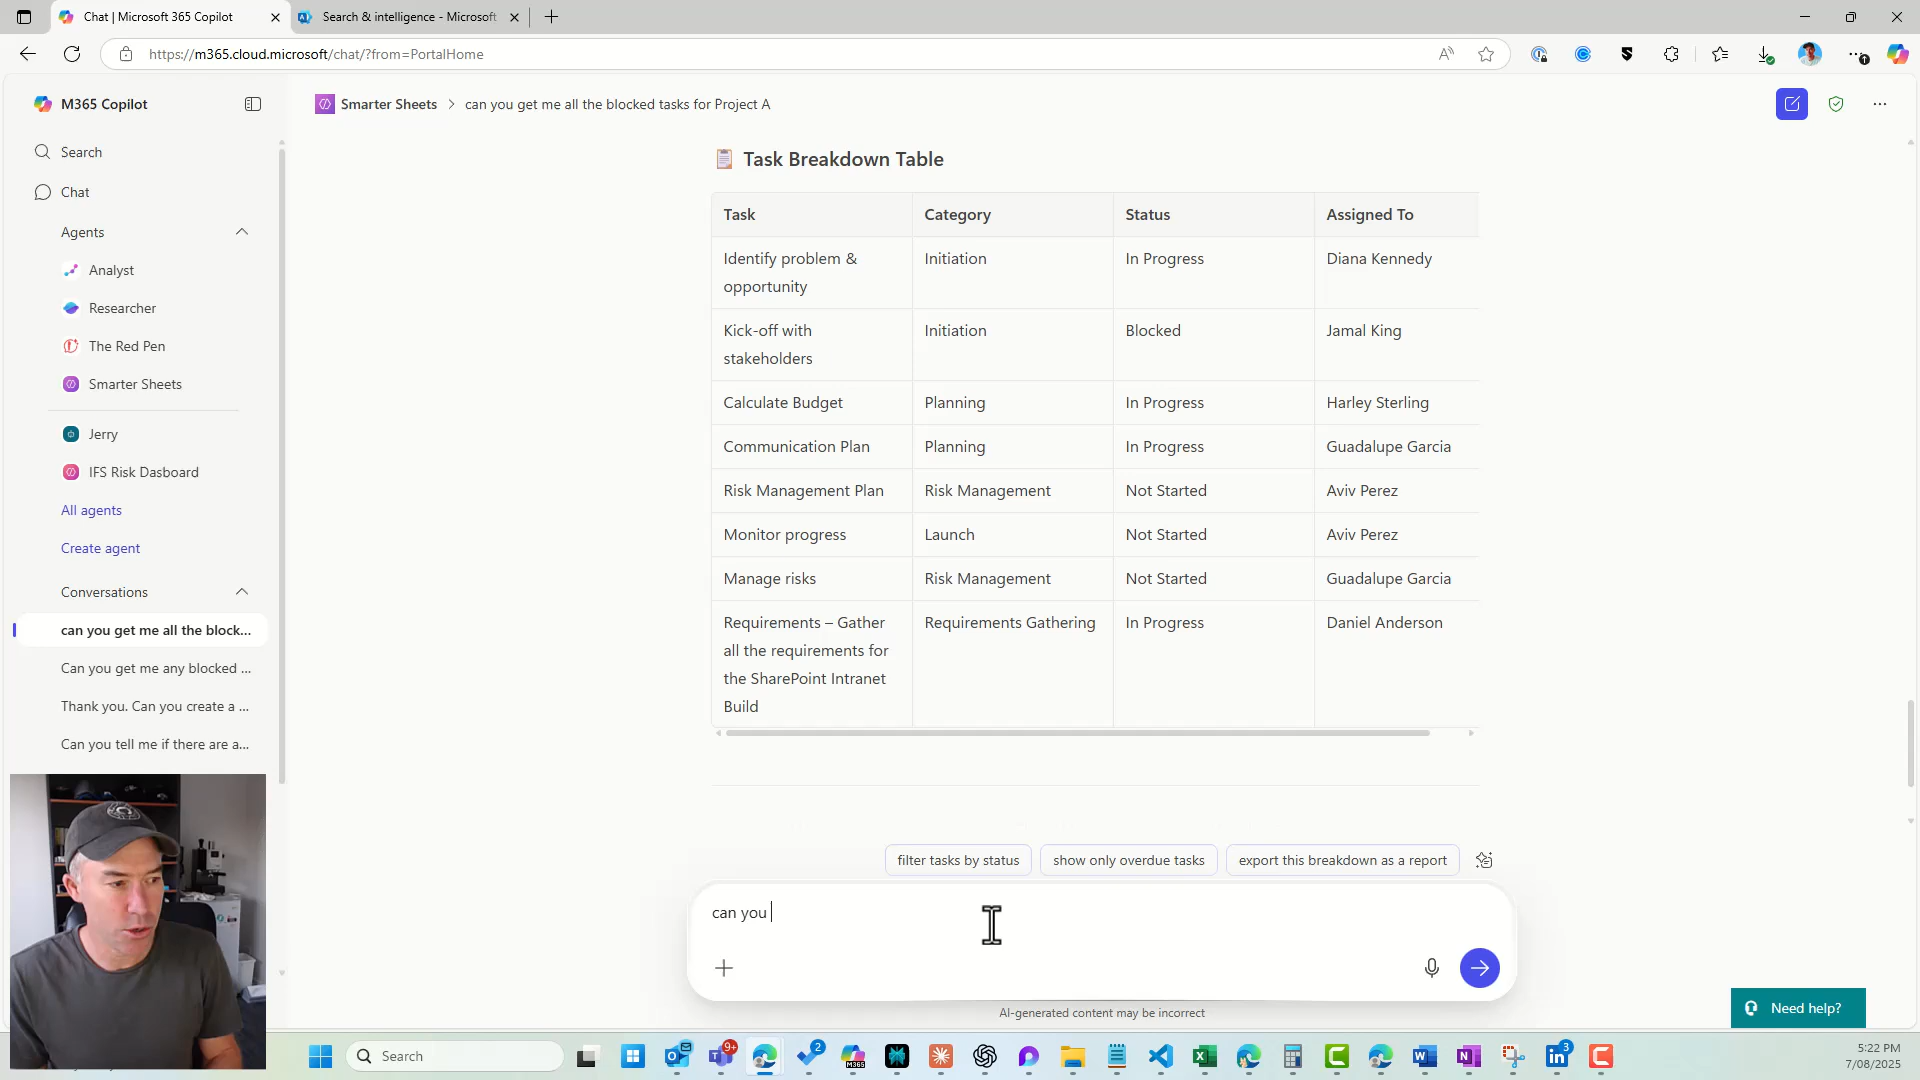 Chat | Microsoft 365 Copilot
Search & intelligence - Microsoft
https://m365.cloud.microsoft/chat/?from=PortalHome
M365 Copilot
Search
Chat
Agents
Analyst
Researcher
The Red Pen
Smarter Sheets
Jerry
IFS Risk Dasboard
All agents
Create agent
Conversations
can you get me all the block...
Can you get me any blocked ...
Thank you. Can you create a ...
Can you tell me if there are a...
Smarter Sheets > can you get me all the blocked tasks for Project A
Task Breakdown Table
Task Category Status Assigned To
Identify problem & Initiation In Progress Diana Kennedy
opportunity
Kick-off with Initiation Blocked Jamal King
stakeholders
Calculate Budget Planning In Progress Harley Sterling
Communication Plan Planning In Progress Guadalupe Garcia
Risk Management Plan Risk Management Not Started Aviv Perez
Monitor progress Launch Not Started Aviv Perez
Manage risks Risk Management Not Started Guadalupe Garcia
Requirements – Gather Requirements Gathering In Progress Daniel Anderson
all the requirements for
the SharePoint Intranet
Build
filter tasks by status show only overdue tasks export this breakdown as a report
can you
AI-generated content may be incorrect
Need help?
Search
9+
2
M365
3
5:22 PM
7/08/2025